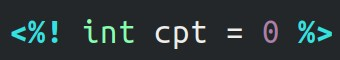 <%! int cpt = 0 %>